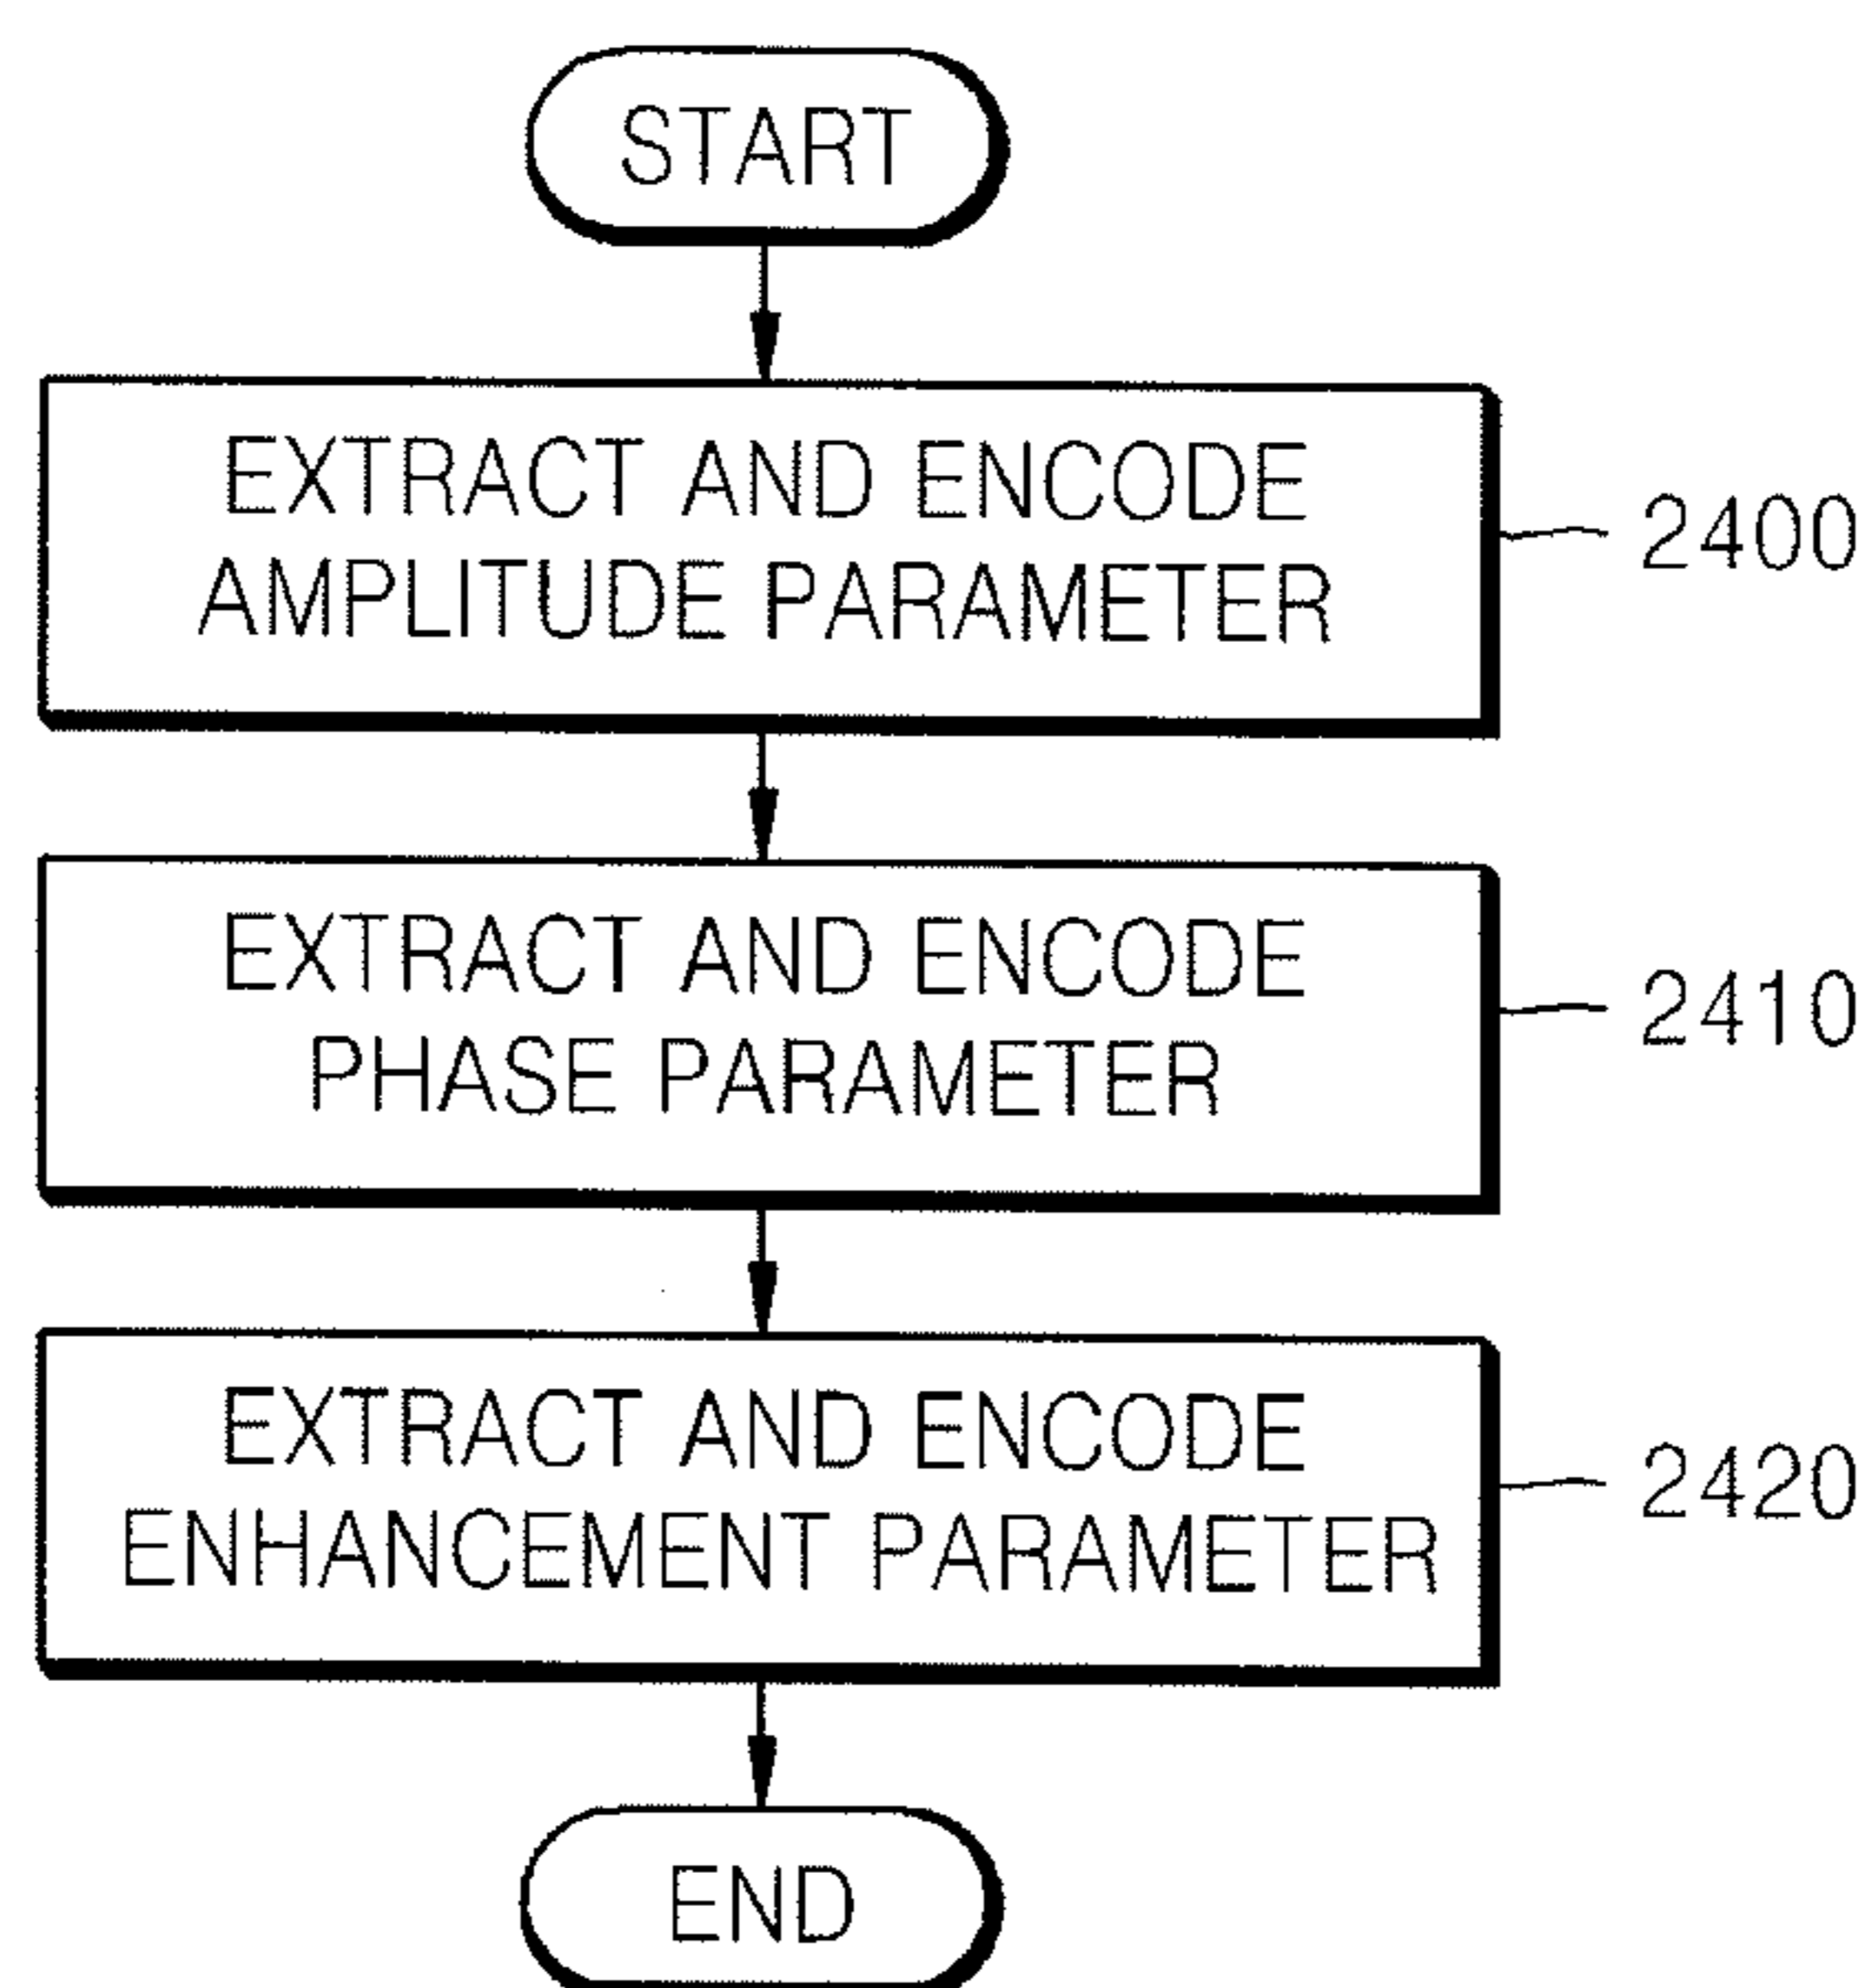 START
EXTRACT AND ENCODE
AMPLITUDE PARAMETER
2400
EXTRACT AND ENCODE
PHASE PARAMETER
2410
EXTRACT AND ENCODE
ENHANCEMENT PARAMETER
2420
END